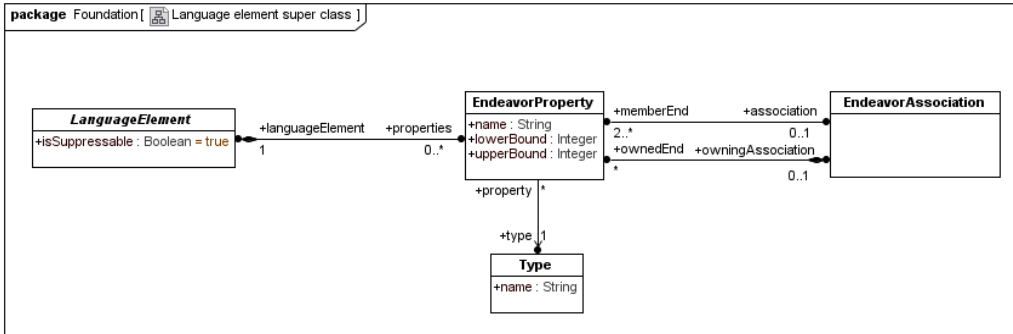 package Foundation[ Language element super class ]
LanguageElement
+isSuppressable : Boolean = true
+languageElement
1
+properties
0..*
EndeavorProperty
+name : String
+lowerBound : Integer
+upperBound : Integer
+memberEnd
2..*
+association
0..1
+ownedEnd
*
+owningAssociation
0..1
EndeavorAssociation
+property
*
+type
1
Type
+name : String